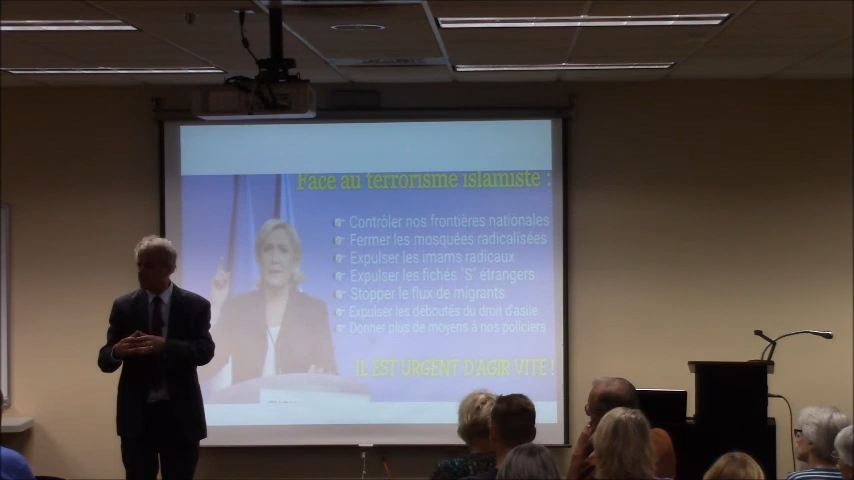 Face au terrorisme islamiste :
Contrôler nos frontières nationales
Fermer les mosquées radicalisées
Expulser les imams radicaux
Expulser les fichés "S" étrangers
Stopper le flux de migrants
Expulser les déboutés du droit d'asile
Donner plus de moyens à nos policiers
IL EST URGENT D'AGIR VITE !